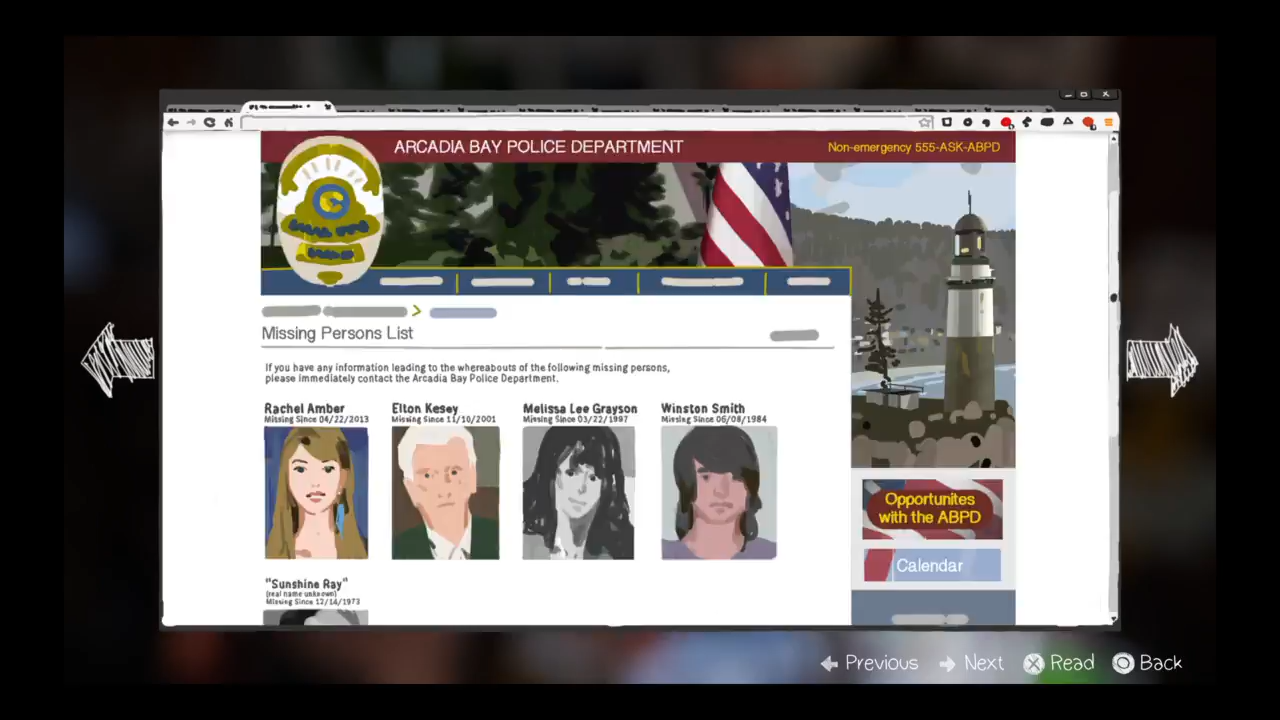 ARCADIA BAY POLICE DEPARTMENT
Non-emergency 555-ASK-ABPD
Missing Persons List
If you have any information leading to the whereabouts of the following missing persons,
please immediately contact the Arcadia Bay Police Department.
Rachel Amber
Missing Since 04/22/2013
Elton Kesey
Missing Since 11/10/2001
Melissa Lee Grayson
Missing Since 03/22/1997
Winston Smith
Missing Since 06/08/1984
"Sunshine Ray"
(real name unknown)
Missing Since 12/14/1973
Opportunites
with the ABPD
Calendar
Previous
Next
Read
Back